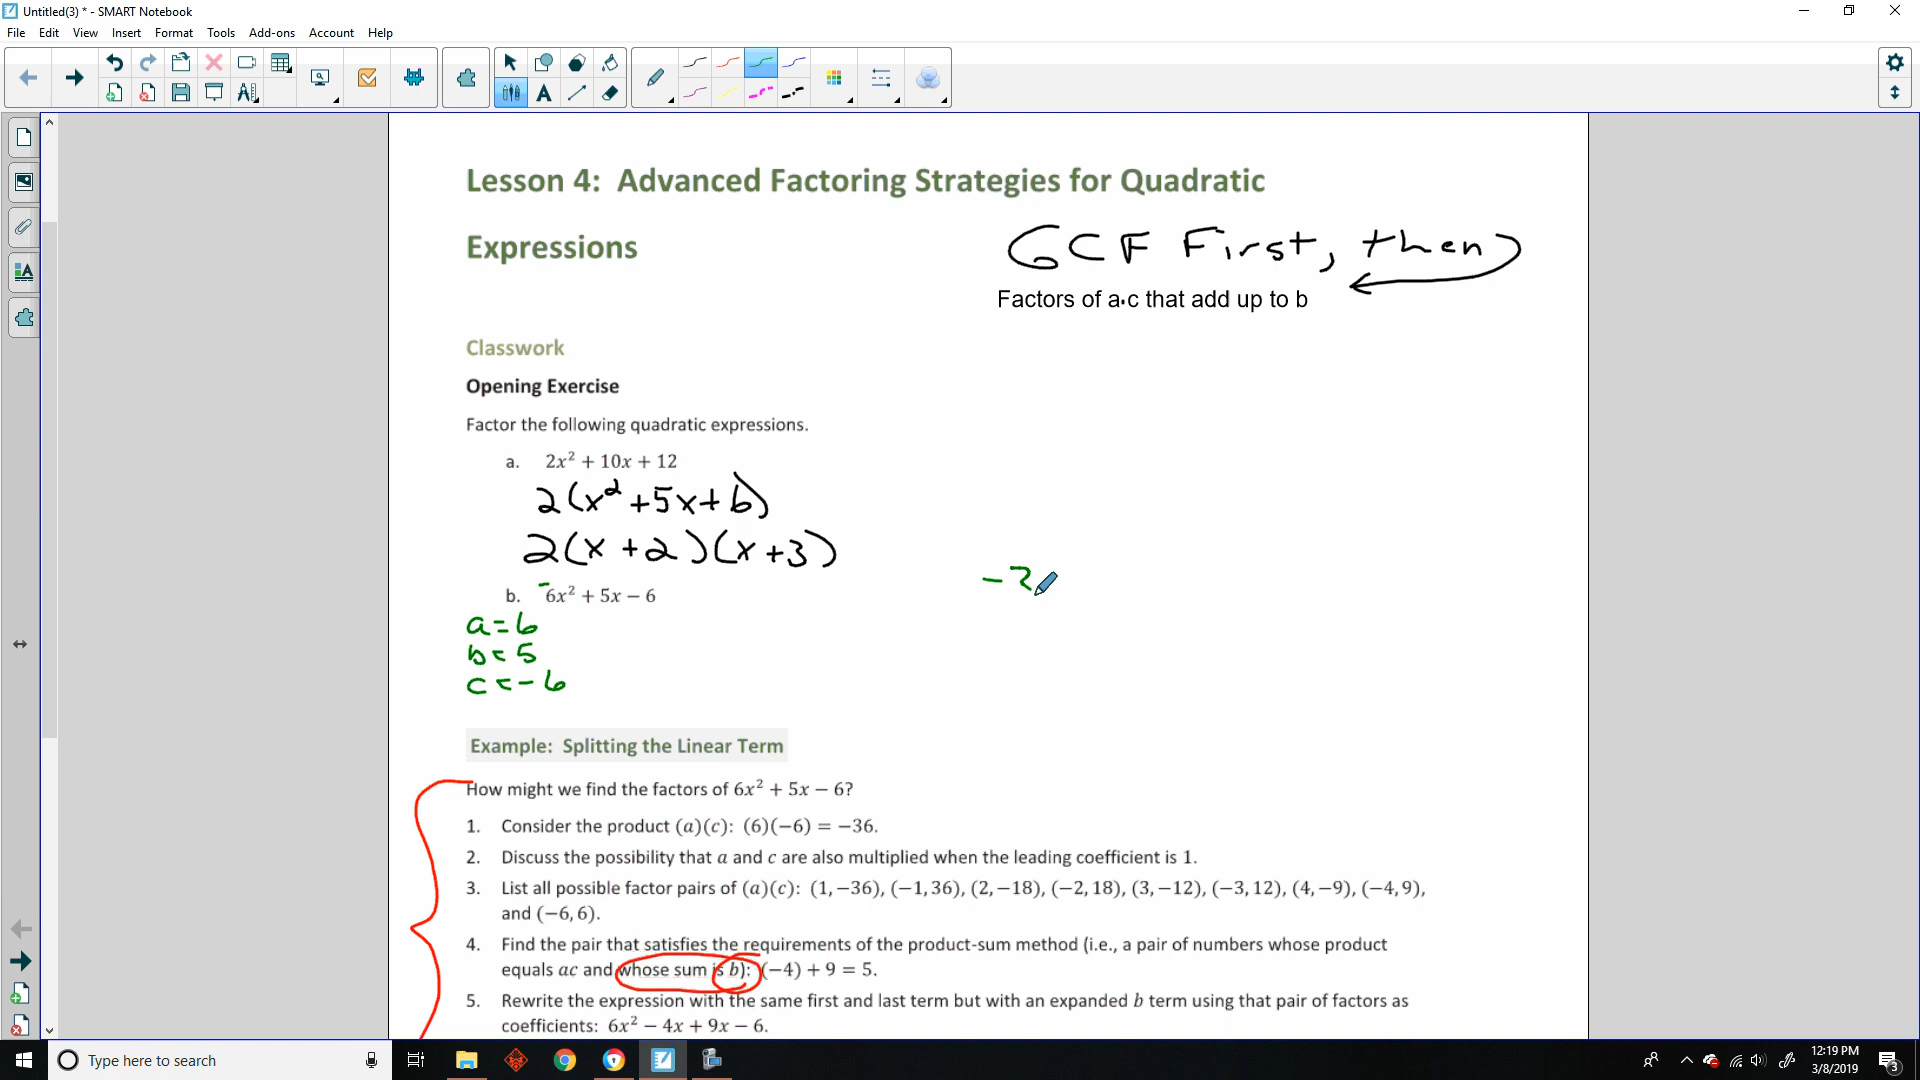 Untitled(3) * - SMART Notebook
File Edit View Insert Format Tools Add-ons Account Help
Lesson 4: Advanced Factoring Strategies for Quadratic
Expressions
GCF First, then
Factors of a·c that add up to b
Classwork
Opening Exercise
Factor the following quadratic expressions.
a. 2x² + 10x + 12
2(x²+5x+6)
2(x+2)(x+3)
b. 6x² + 5x − 6
a=6
b=5
c=-6
Example: Splitting the Linear Term
How might we find the factors of 6x² + 5x − 6?
1. Consider the product (a)(c): (6)(−6) = −36.
2. Discuss the possibility that a and c are also multiplied when the leading coefficient is 1.
3. List all possible factor pairs of (a)(c): (1, −36), (−1, 36), (2, −18), (−2, 18), (3, −12), (−3, 12), (4, −9), (−4, 9),
and (−6, 6).
4. Find the pair that satisfies the requirements of the product-sum method (i.e., a pair of numbers whose product
equals ac and whose sum is b): (−4) + 9 = 5.
5. Rewrite the expression with the same first and last term but with an expanded b term using that pair of factors as
coefficients: 6x² − 4x + 9x − 6.
Type here to search
12:19 PM
3/8/2019
3